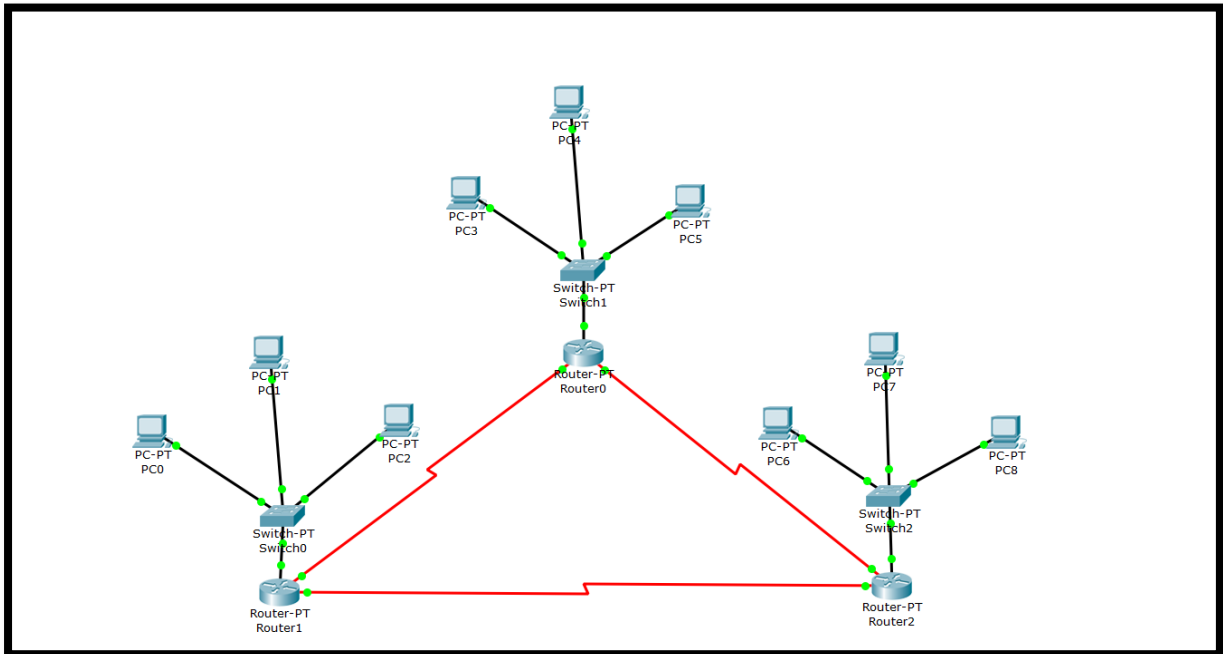 PC-PT
PC4
PC-PT
PC3
PC-PT
PC5
Switch-PT
Switch1
Router-PT
Router0
PC-PT
PC1
PC-PT
PC0
PC-PT
PC2
Switch-PT
Switch0
Router-PT
Router1
PC-PT
PC7
PC-PT
PC6
PC-PT
PC8
Switch-PT
Switch2
Router-PT
Router2